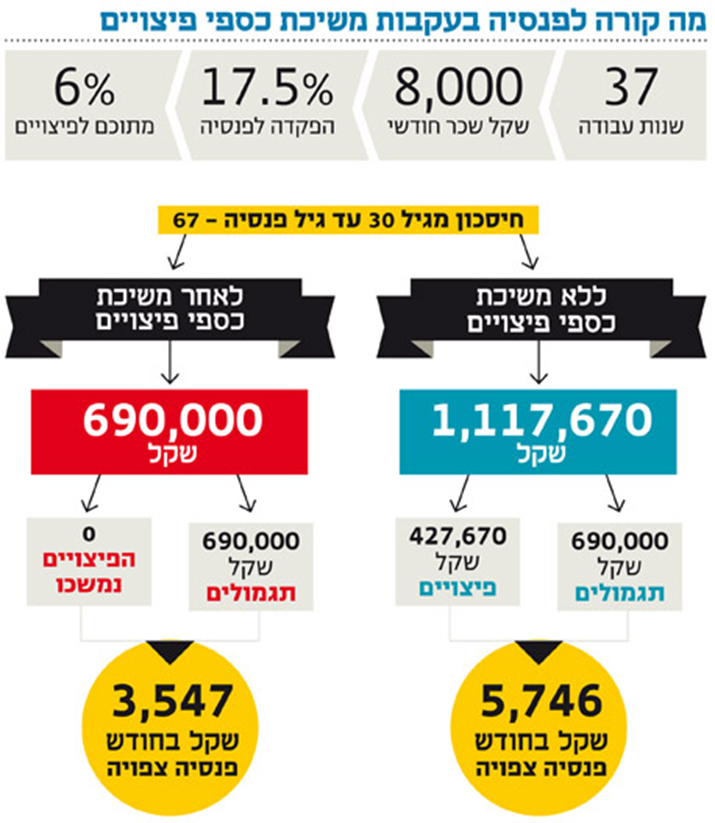 מה קורה לפנסיה בעקבות משיכת כספי פיצויים
37
שנות עבודה
8,000
שקל שכר חודשי
17.5%
הפקדה לפנסיה
6%
מתוכם לפיצויים
חיסכון מגיל 30 עד גיל פנסיה – 67
ללא משיכת
כספי פיצויים
1,117,670
שקל
690,000
שקל
תגמולים
427,670
שקל
פיצויים
5,746
שקל בחודש
פנסיה צפויה
לאחר משיכת
כספי פיצויים
690,000
שקל
690,000
שקל
תגמולים
0
הפיצויים
נמשכו
3,547
שקל בחודש
פנסיה צפויה